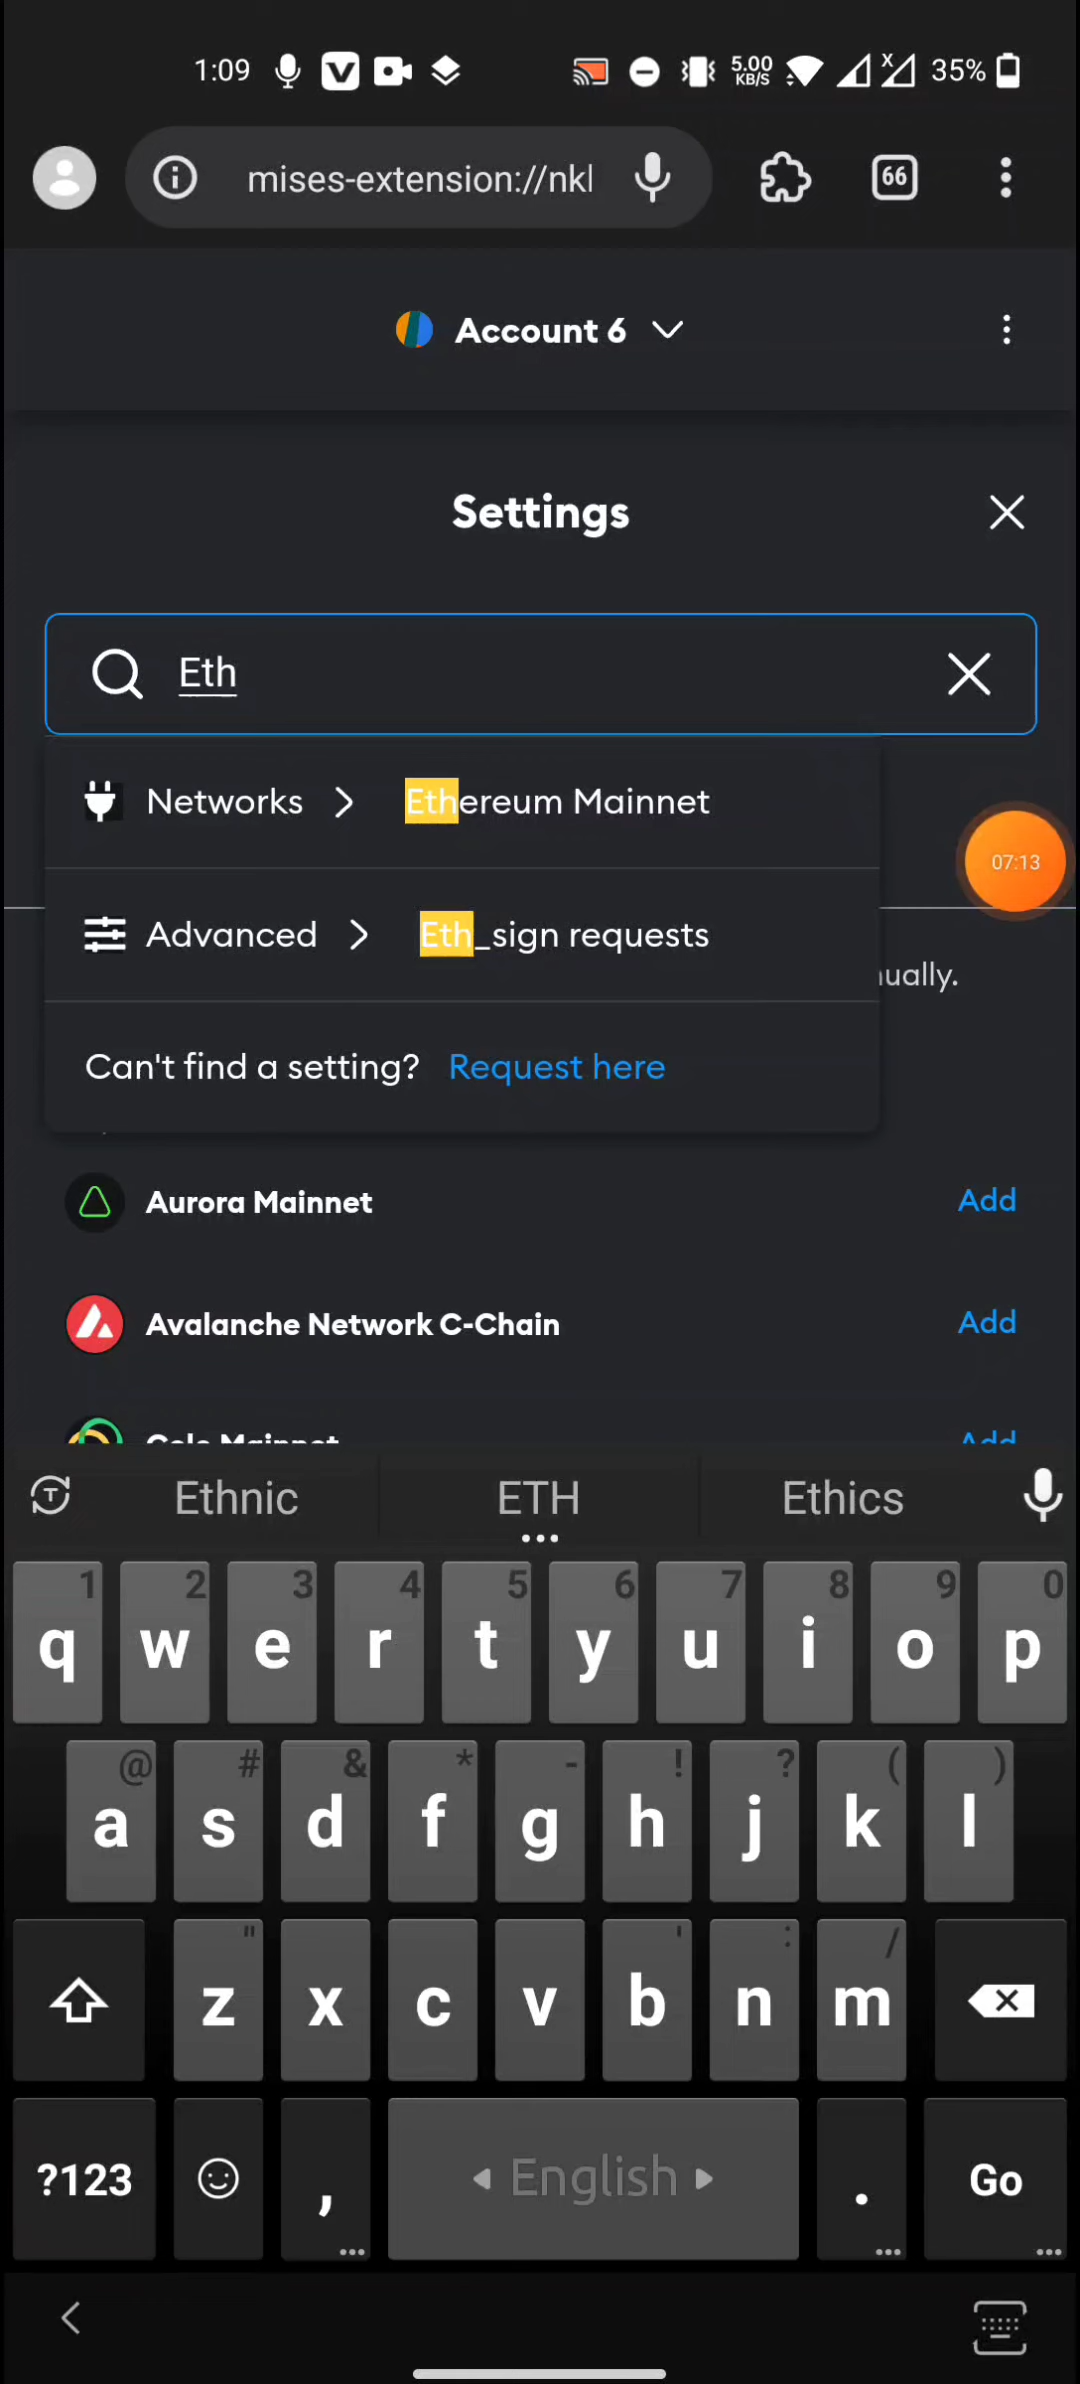 1:09
5.00
KB/S
x
35%
mises-extension://nkl
66
Account 6
Settings
Eth
Networks > Ethereum Mainnet
07:13
Advanced > Eth_sign requests
ually.
Can't find a setting? Request here
Aurora Mainnet Add
Avalanche Network C-Chain Add
Celo Mainnet Add
T Ethnic ETH Ethics
1 2 3 4 5 6 7 8 9 0
q w e r t y u i o p
@ # & * - ! ? ( )
a s d f g h j k l
" ' : /
z x c v b n m
?123 , English . Go